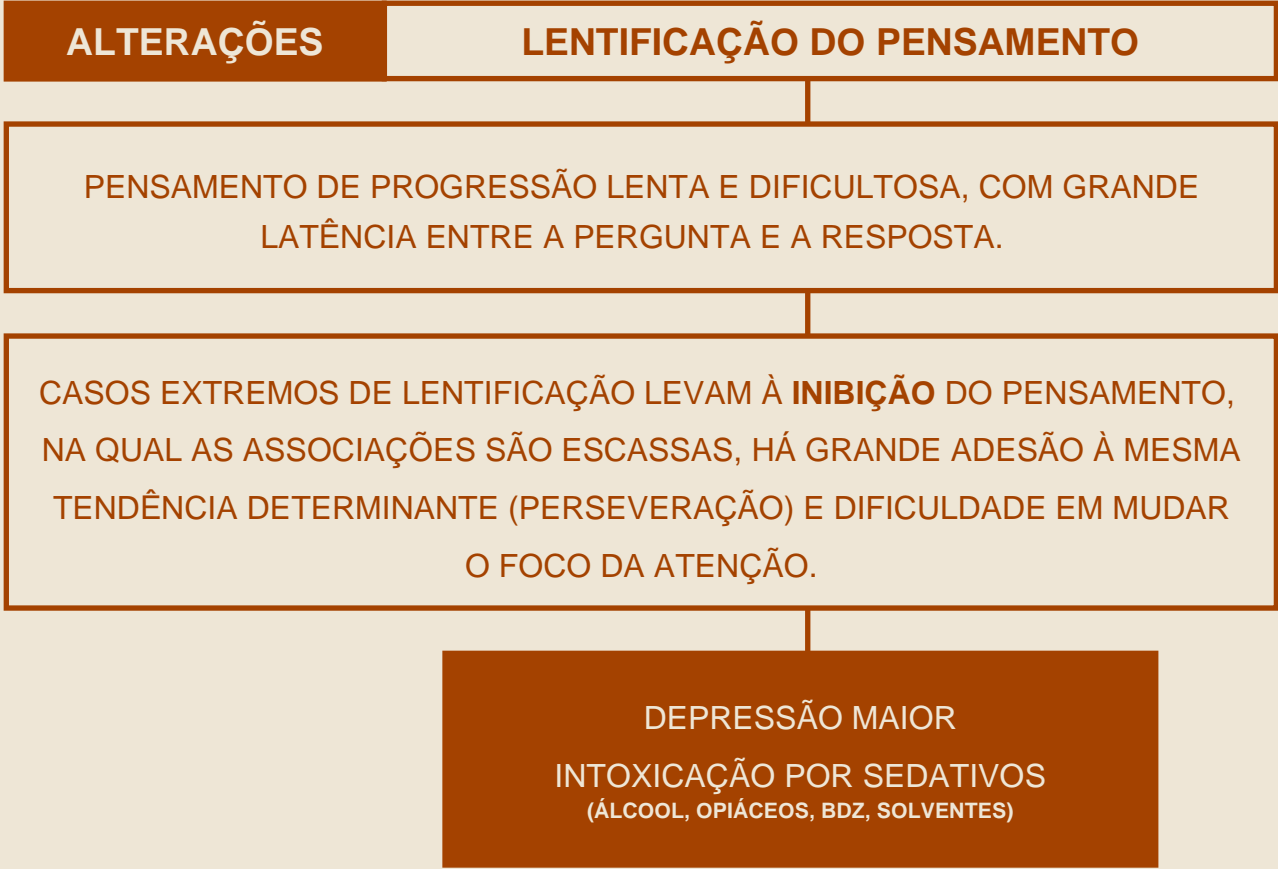 ALTERAÇÕES
LENTIFICAÇÃO DO PENSAMENTO
PENSAMENTO DE PROGRESSÃO LENTA E DIFICULTOSA, COM GRANDE
LATÊNCIA ENTRE A PERGUNTA E A RESPOSTA.
CASOS EXTREMOS DE LENTIFICAÇÃO LEVAM À INIBIÇÃO DO PENSAMENTO,
NA QUAL AS ASSOCIAÇÕES SÃO ESCASSAS, HÁ GRANDE ADESÃO À MESMA
TENDÊNCIA DETERMINANTE (PERSEVERAÇÃO) E DIFICULDADE EM MUDAR
O FOCO DA ATENÇÃO.
DEPRESSÃO MAIOR
INTOXICAÇÃO POR SEDATIVOS
(ÁLCOOL, OPIÁCEOS, BDZ, SOLVENTES)